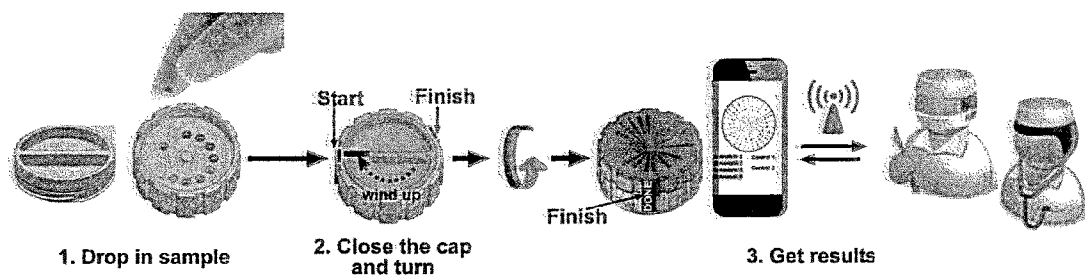 Start
Finish
wind-up
Finish
DONE
1. Drop in sample
2. Close the cap
and turn
3. Get results